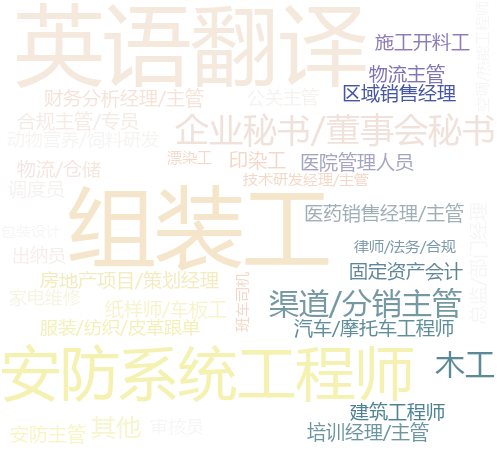 英语翻译
施工开料工
物流主管
财务分析经理/主管
公关主管
区域销售经理
合规主管/专员
企业秘书/董事会秘书
动物营养/饲料研发
漂染工
印染工
医院管理人员
物流/仓储
技术研发经理/主管
调度员
组装工
医药销售经理/主管
包装设计
律师/法务/合规
出纳员
固定资产会计
房地产项目/策划经理
班车司机
家电维修
渠道/分销主管
纸样师/车板工
服装/纺织/皮革跟单
汽车/摩托车工程师
安防系统工程师
木工
建筑工程师
安防主管
其他
审核员
培训经理/主管